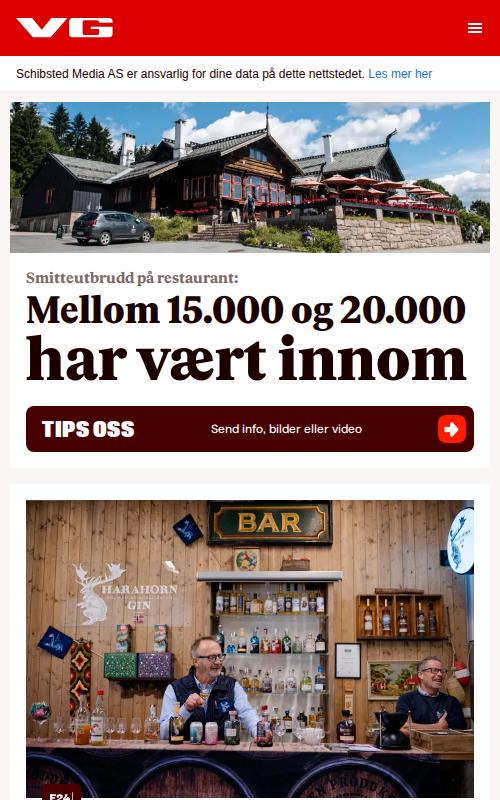 VG
Schibsted Media AS er ansvarlig for dine data på dette nettstedet. Les mer her
Smitteutbrudd på restaurant:
Mellom 15.000 og 20.000
har vært innom
TIPS OSS
Send info, bilder eller video
BAR
HARAHORN
GIN
E24